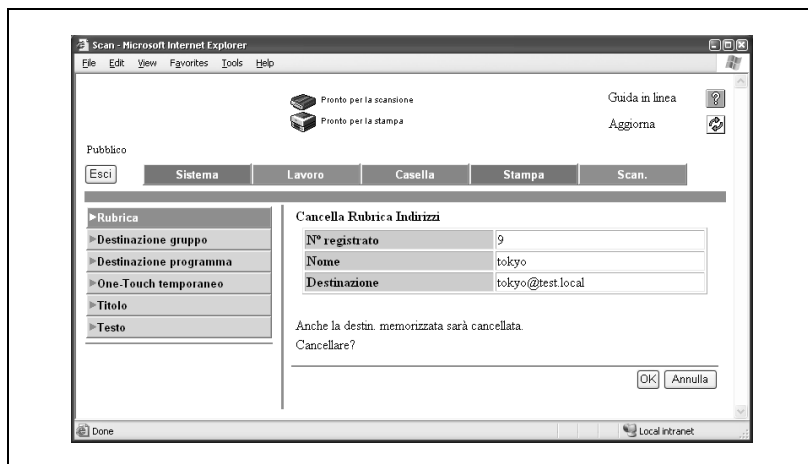 Scan - Microsoft Internet Explorer
File Edit View Favorites Tools Help
Pronto per la scansione
Pronto per la stampa
Guida in linea
Aggiorna
Pubblico
Esci Sistema Lavoro Casella Stampa Scan.
Rubrica
Destinazione gruppo
Destinazione programma
One-Touch temporaneo
Titolo
Testo
Cancella Rubrica Indirizzi
N° registrato 9
Nome tokyo
Destinazione tokyo@test.local
Anche la destin. memorizzata sarà cancellata.
Cancellare?
OK Annulla
Done Local intranet